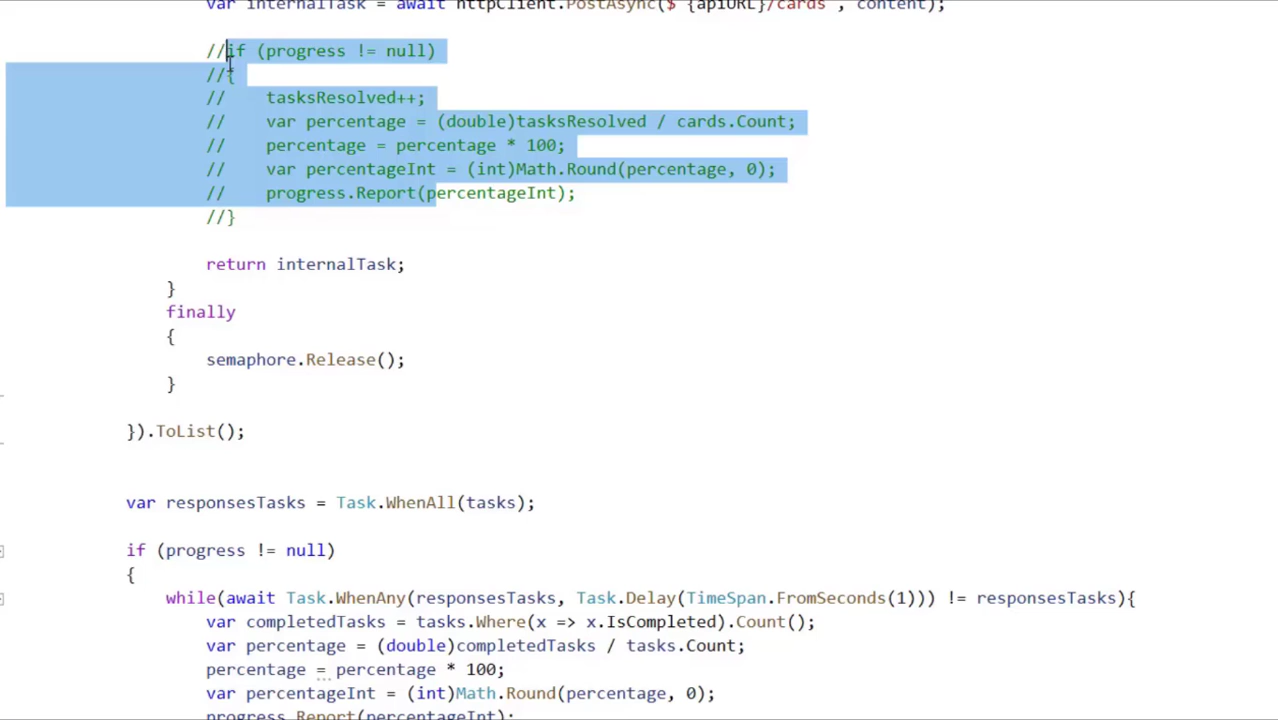 var internalTask = await httpClient.PostAsync($"{apiURL}/cards", content);
//if (progress != null)
//{
//    tasksResolved++;
//    var percentage = (double)tasksResolved / cards.Count;
//    percentage = percentage * 100;
//    var percentageInt = (int)Math.Round(percentage, 0);
//    progress.Report(percentageInt);
//}
return internalTask;
}
finally
{
semaphore.Release();
}
}).ToList();
var responsesTasks = Task.WhenAll(tasks);
if (progress != null)
{
while(await Task.WhenAny(responsesTasks, Task.Delay(TimeSpan.FromSeconds(1))) != responsesTasks){
var completedTasks = tasks.Where(x => x.IsCompleted).Count();
var percentage = (double)completedTasks / tasks.Count;
percentage = percentage * 100;
var percentageInt = (int)Math.Round(percentage, 0);
progress.Report(percentageInt);